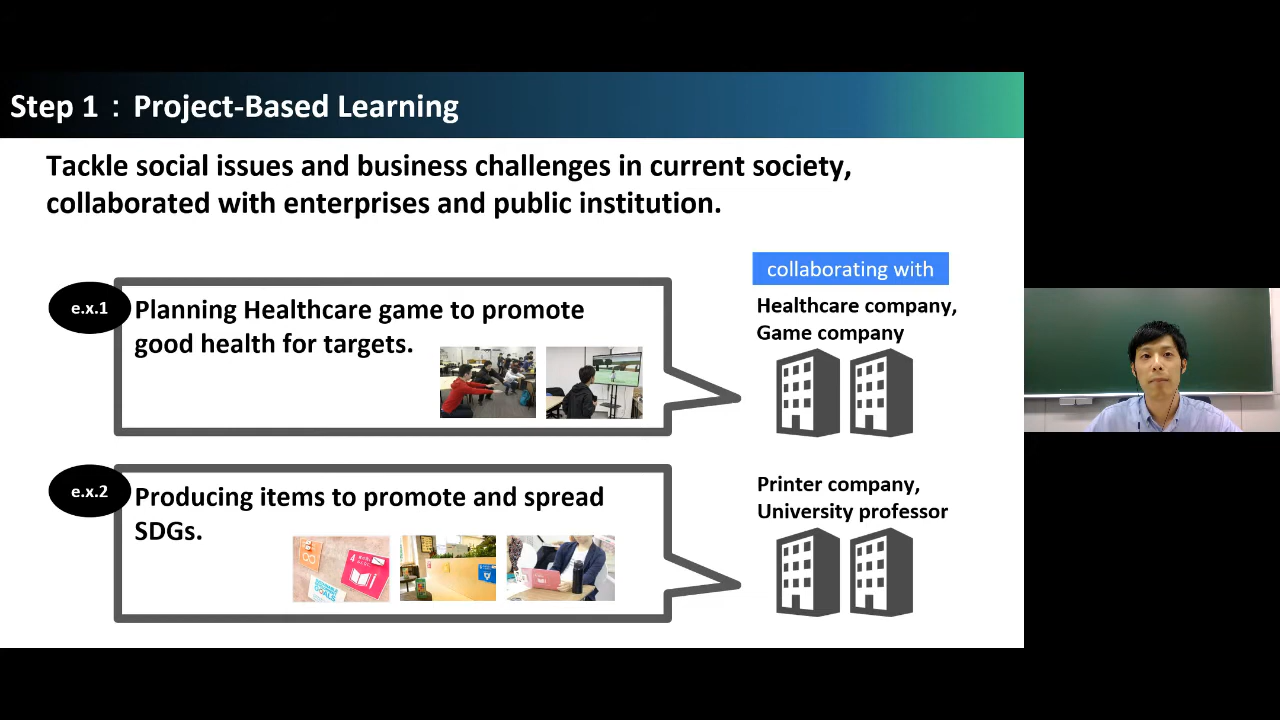 Step 1：Project-Based Learning
Tackle social issues and business challenges in current society,
collaborated with enterprises and public institution.
collaborating with
e.x.1
Planning Healthcare game to promote
good health for targets.
Healthcare company,
Game company
e.x.2
Producing items to promote and spread
SDGs.
Printer company,
University professor